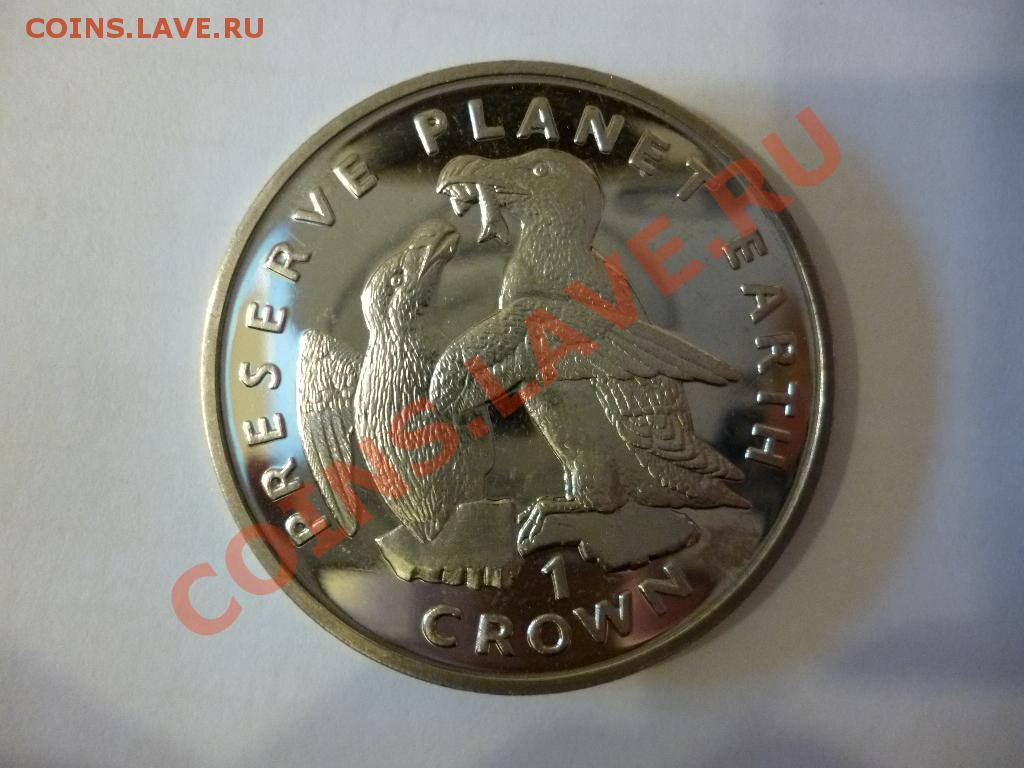 COINS.LAVE.RU
PRESERVE PLANET EARTH
COINS.LAVE.RU
1
CROWN